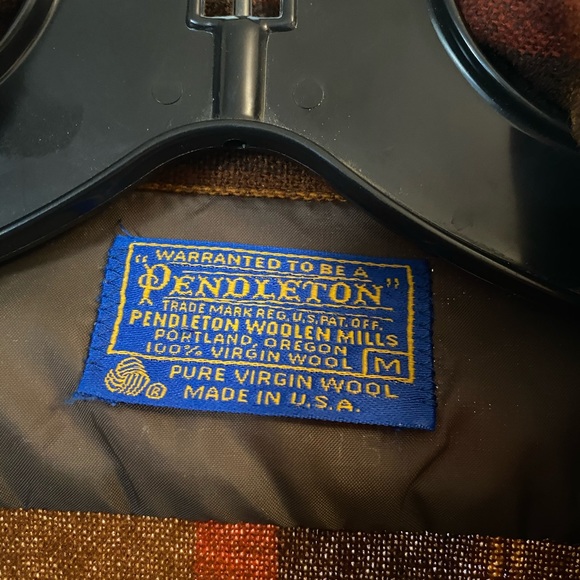 WARRANTED TO BE A
"PENDLETON"
TRADE MARK REG. U.S. PAT. OFF.
PENDLETON WOOLEN MILLS
PORTLAND, OREGON
100% VIRGIN WOOL M
PURE VIRGIN WOOL
® MADE IN U.S.A.